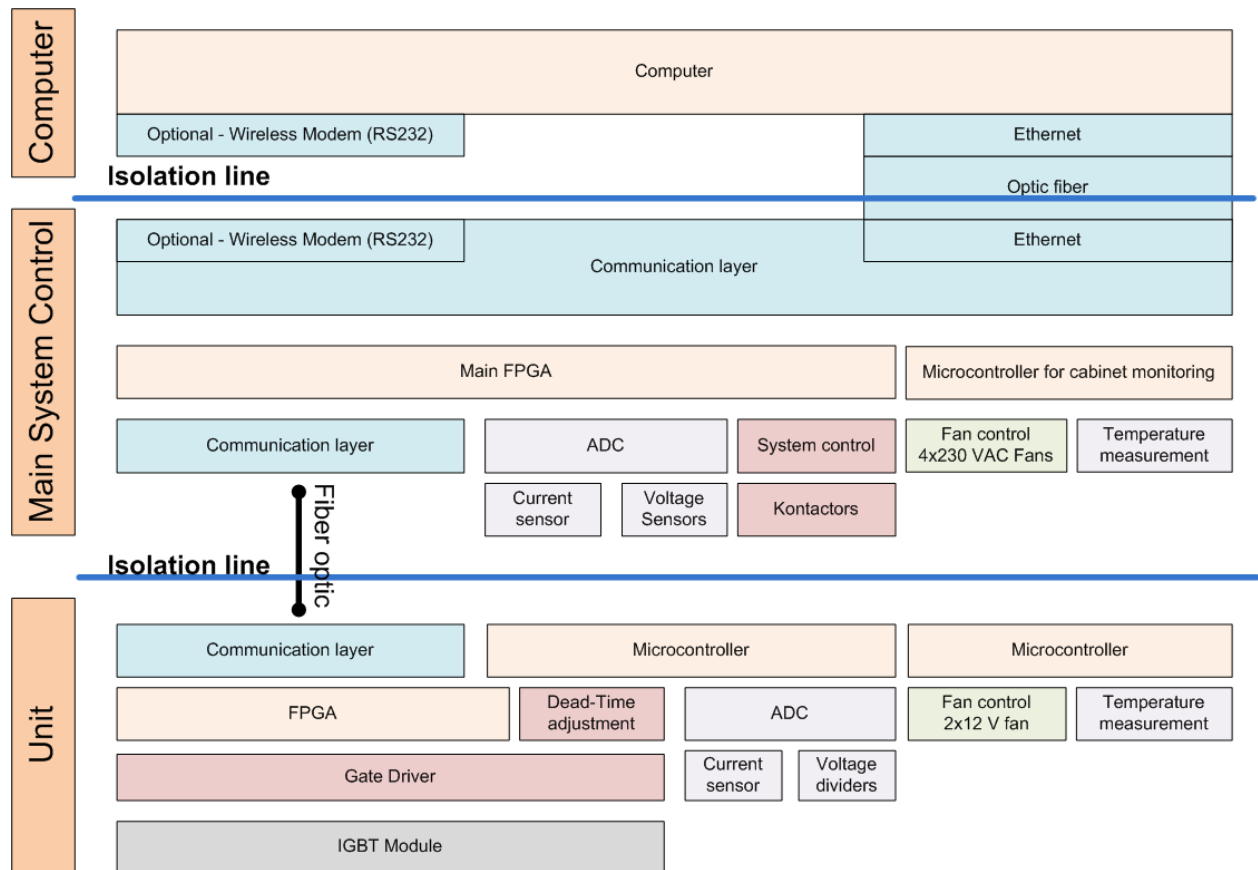 Computer
Computer
Optional - Wireless Modem (RS232)
Ethernet
Isolation line
Optic fiber
Main System Control
Optional - Wireless Modem (RS232)
Ethernet
Communication layer
Main FPGA
Microcontroller for cabinet monitoring
Communication layer
ADC
System control
Fan control
4x230 VAC Fans
Temperature
measurement
Current
sensor
Voltage
Sensors
Kontactors
Fiber optic
Isolation line
Unit
Communication layer
Microcontroller
Microcontroller
FPGA
Dead-Time
adjustment
ADC
Fan control
2x12 V fan
Temperature
measurement
Gate Driver
Current
sensor
Voltage
dividers
IGBT Module